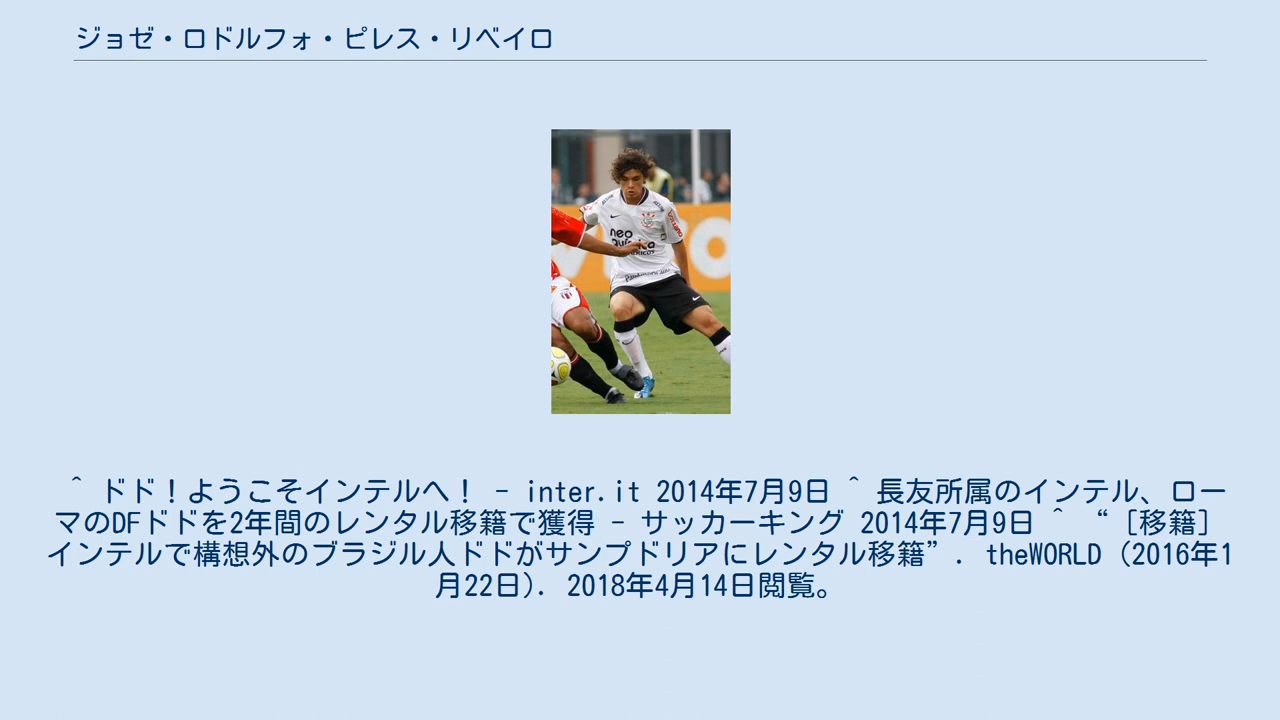 ジョゼ・ロドルフォ・ピレス・リベイロ
neo
química
^ ドド！ようこそインテルへ！ - inter.it 2014年7月9日 ^ 長友所属のインテル、ロー
マのDFドドを2年間のレンタル移籍で獲得 - サッカーキング 2014年7月9日 ^ “［移籍］
インテルで構想外のブラジル人ドドがサンプドリアにレンタル移籍”. theWORLD (2016年1
月22日). 2018年4月14日閲覧。